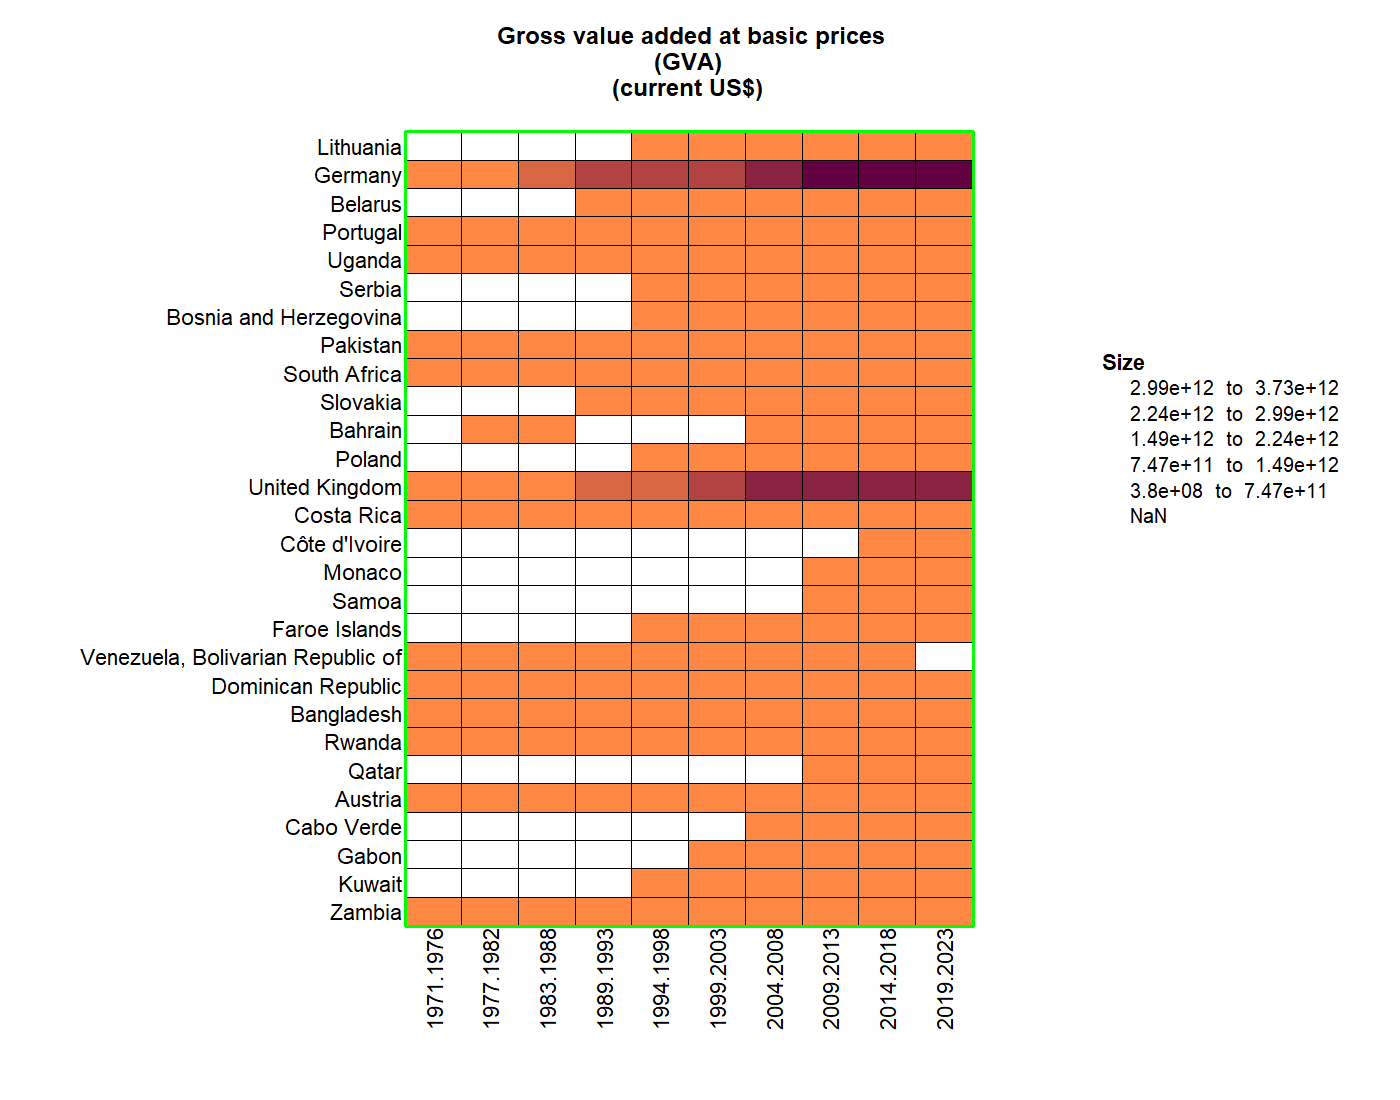 Gross value added at basic prices
(GVA)
(current US$)
Lithuania
Germany
Belarus
Portugal
Uganda
Serbia
Bosnia and Herzegovina
Pakistan
South Africa
Slovakia
Bahrain
Poland
United Kingdom
Costa Rica
Côte d'Ivoire
Monaco
Samoa
Faroe Islands
Venezuela, Bolivarian Republic of
Dominican Republic
Bangladesh
Rwanda
Qatar
Austria
Cabo Verde
Gabon
Kuwait
Zambia
1971.1976
1977.1982
1983.1988
1989.1993
1994.1998
1999.2003
2004.2008
2009.2013
2014.2018
2019.2023
Size
2.99e+12 to 3.73e+12
2.24e+12 to 2.99e+12
1.49e+12 to 2.24e+12
7.47e+11 to 1.49e+12
3.8e+08 to 7.47e+11
NaN